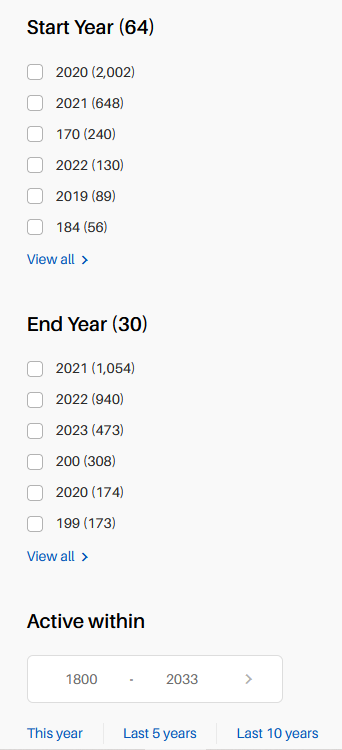 Start Year (64)
2020 (2,002)
2021 (648)
170 (240)
2022 (130)
2019 (89)
184 (56)
View all
End Year (30)
2021 (1,054)
2022 (940)
2023 (473)
200 (308)
2020 (174)
199 (173)
View all
Active within
1800 - 2033
This year Last 5 years Last 10 years